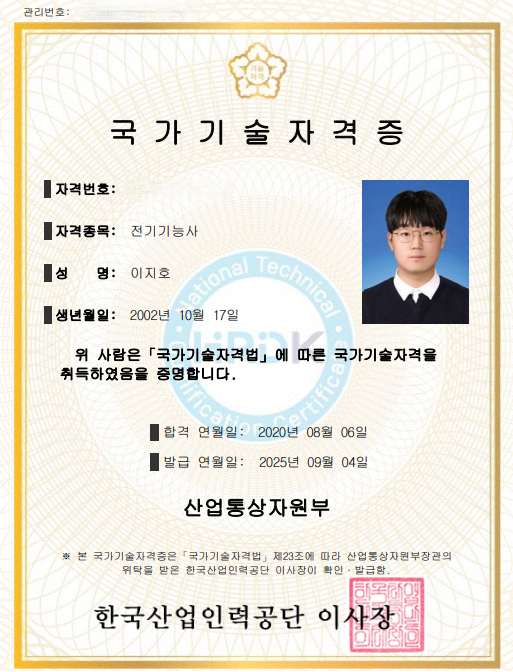 관리번호:
기술
자격
국가기술자격증
자격번호:
자격종목: 전기기능사
성 명: 이지호
생년월일: 2002년 10월 17일
National Technical
HRDK
Qualification Certificate
위 사람은「국가기술자격법」에 따른 국가기술자격을
취득하였음을 증명합니다.
합격 연월일: 2020년 08월 06일
발급 연월일: 2025년 09월 04일
산업통상자원부
※ 본 국가기술자격증은「국가기술자격법」제23조에 따라 산업통상자원부장관의
위탁을 받은 한국산업인력공단 이사장이 확인·발급함.
한국산업인력공단 이사장